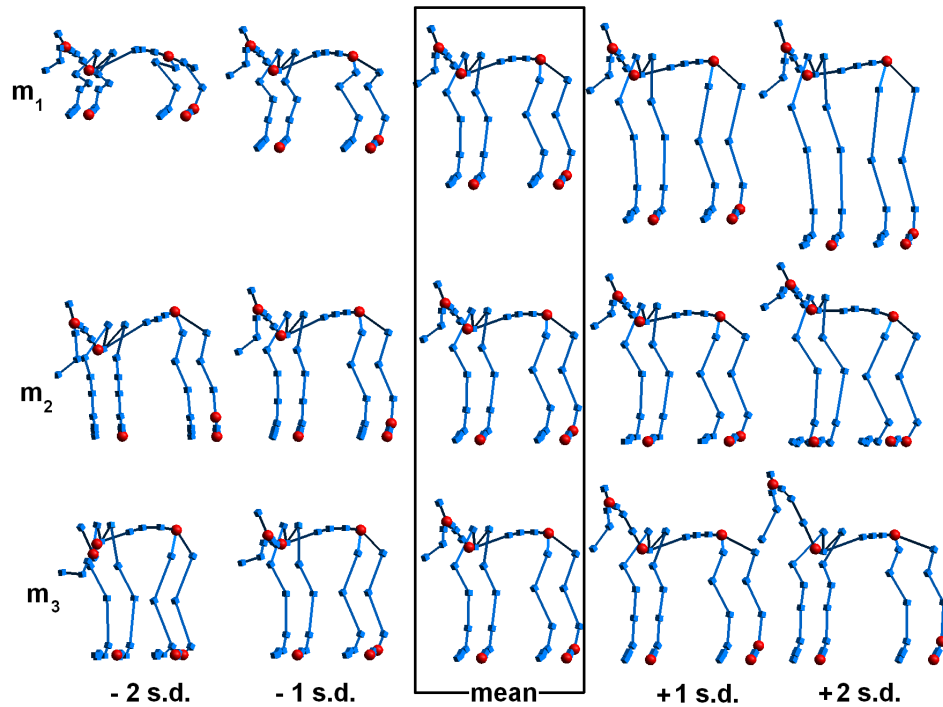 m₁
m₂
m₃
- 2 s.d. - 1 s.d. mean +1 s.d. +2 s.d.